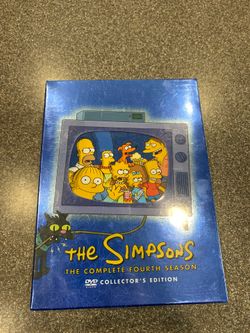 THE SIMPSONS
THE COMPLETE FOURTH SEASON
DVD COLLECTOR'S EDITION